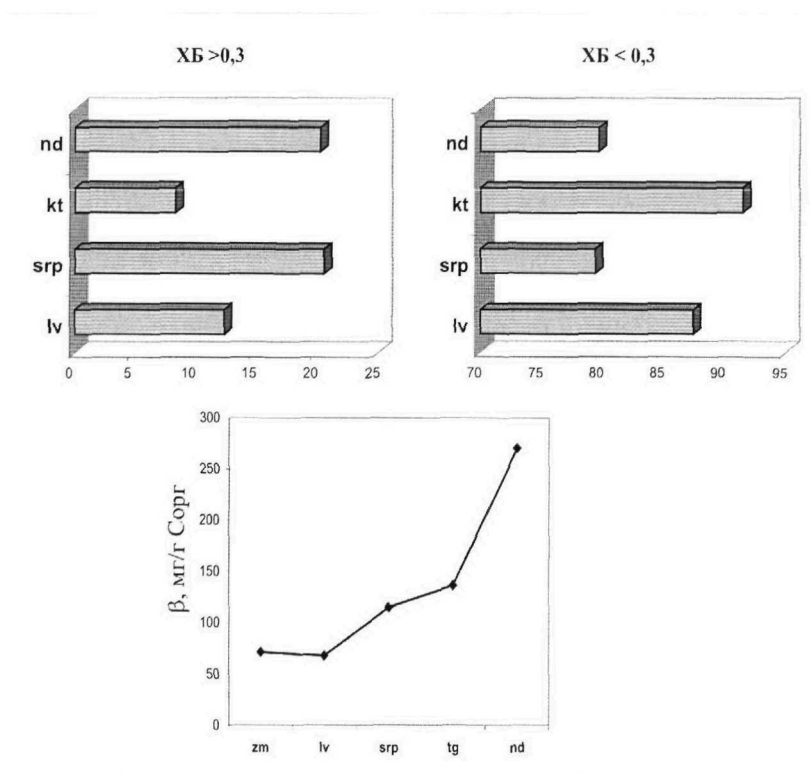 ХБ >0,3
ХБ < 0,3
nd
kt
srp
lv
0 5 10 15 20 25
nd
kt
srp
lv
70 75 80 85 90 95
β, мг/г Сорг
300
250
200
150
100
50
0
zm lv srp tg nd